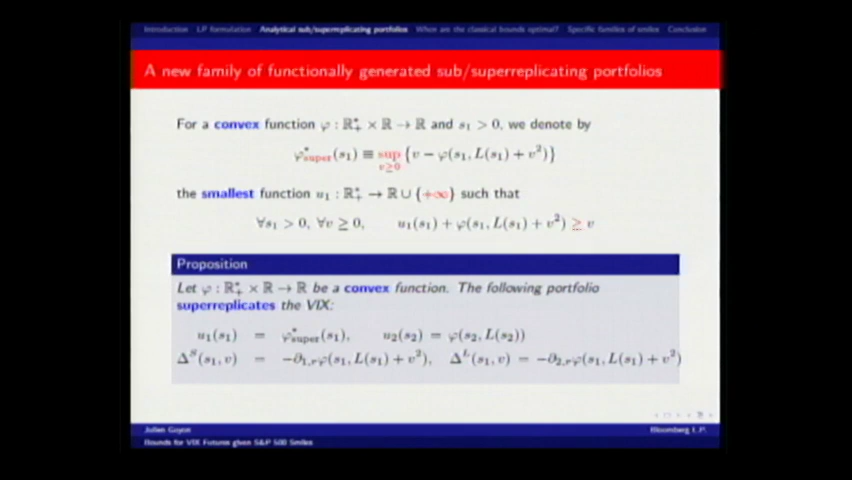 Introduction LP formulation Analytical sub/superreplicating portfolios When are the classical bounds optimal? Specific families of smiles Conclusion
A new family of functionally generated sub/superreplicating portfolios
For a convex function φ : ℝ*₊ × ℝ → ℝ and s₁ > 0, we denote by
φ*super(s₁) ≡ sup v≥0 {v − φ(s₁, L(s₁) + v²)}
the smallest function u₁ : ℝ*₊ → ℝ ∪ {+∞} such that
∀s₁ > 0, ∀v ≥ 0, u₁(s₁) + φ(s₁, L(s₁) + v²) ≥ v
Proposition
Let φ : ℝ*₊ × ℝ → ℝ be a convex function. The following portfolio
superreplicates the VIX:
u₁(s₁) = φ*super(s₁), u₂(s₂) = φ(s₂, L(s₂))
Δ^S(s₁, v) = −∂₁,ᵣφ(s₁, L(s₁) + v²), Δ^L(s₁, v) = −∂₂,ᵣφ(s₁, L(s₁) + v²)
Julien Guyon Bloomberg L.P.
Bounds for VIX Futures given S&P 500 Smiles